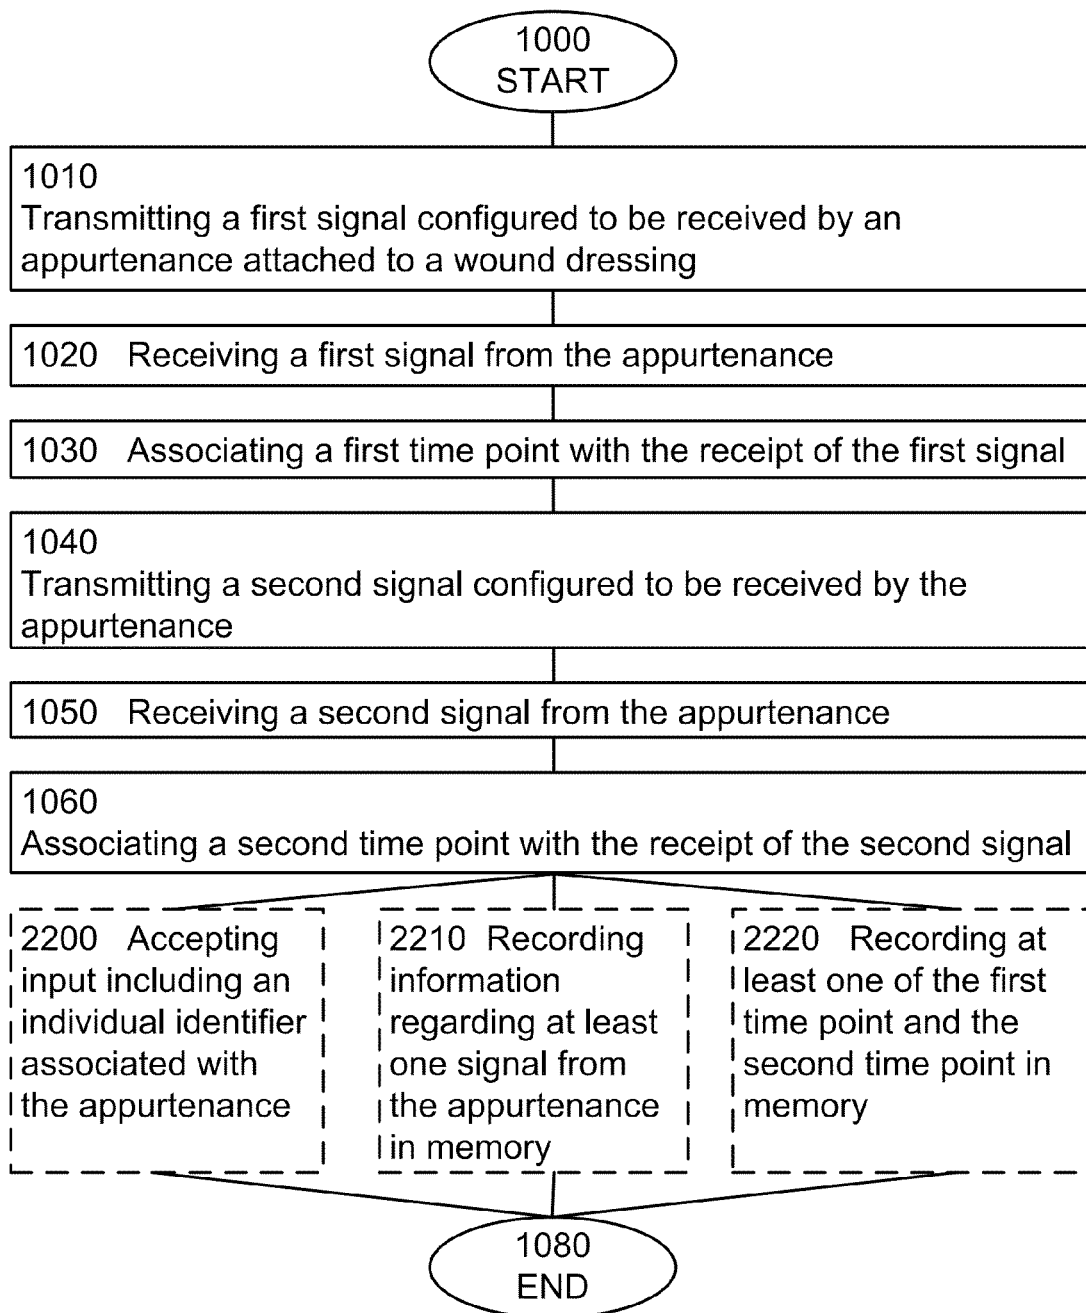 1000
START
1010
Transmitting a first signal configured to be received by an
appurtenance attached to a wound dressing
1020 Receiving a first signal from the appurtenance
1030 Associating a first time point with the receipt of the first signal
1040
Transmitting a second signal configured to be received by the
appurtenance
1050 Receiving a second signal from the appurtenance
1060
Associating a second time point with the receipt of the second signal
2200 Accepting
input including an
individual identifier
associated with
the appurtenance
2210 Recording
information
regarding at least
one signal from
the appurtenance
in memory
2220 Recording at
least one of the first
time point and the
second time point in
memory
1080
END